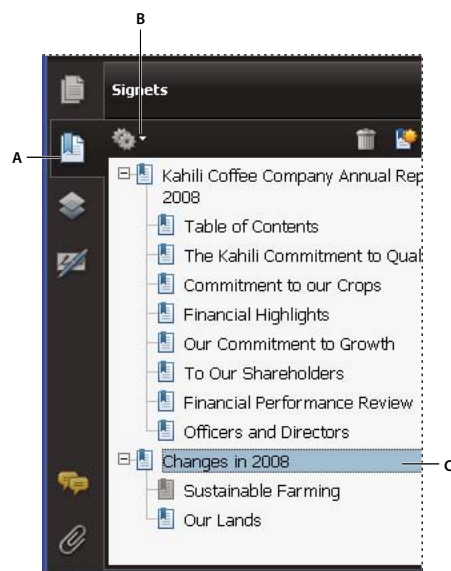 B
Signets
A
Kahili Coffee Company Annual Rep
2008
Table of Contents
The Kahili Commitment to Qual
Commitment to our Crops
Financial Highlights
Our Commitment to Growth
To Our Shareholders
Financial Performance Review
Officers and Directors
Changes in 2008
C
Sustainable Farming
Our Lands